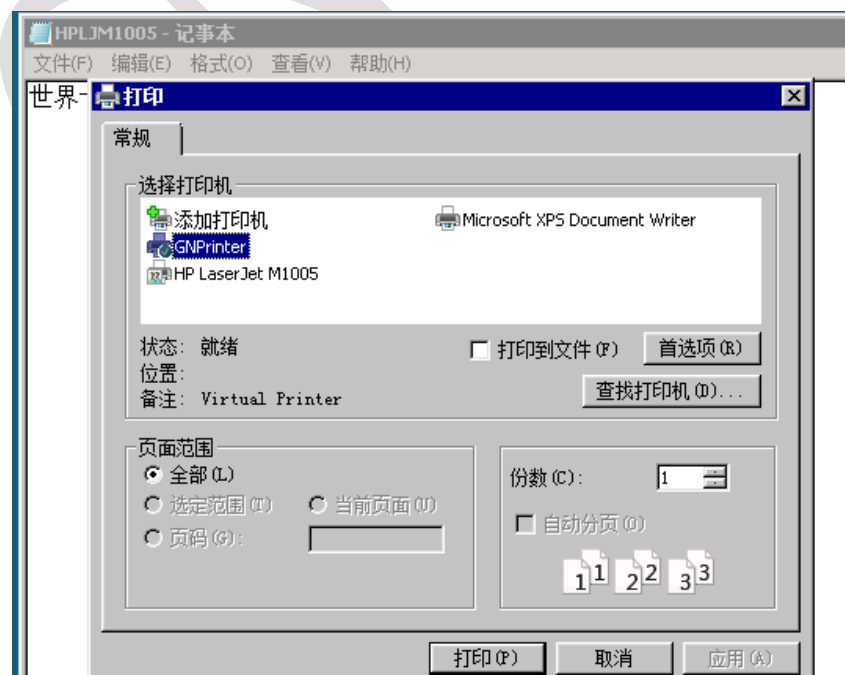 HPLJM1005 - 记事本
文件(F) 编辑(E) 格式(O) 查看(V) 帮助(H)
世界-
打印
常规
选择打印机
添加打印机 Microsoft XPS Document Writer
GNPrinter
HP LaserJet M1005
状态: 就绪 打印到文件(F) 首选项(R)
位置:
备注: Virtual Printer 查找打印机(D)...
页面范围
全部(L) 份数(C): 1
选定范围(T) 当前页面(U)
页码(G): 自动分页(O)
1 1 2 2 3 3
打印(P) 取消 应用(A)